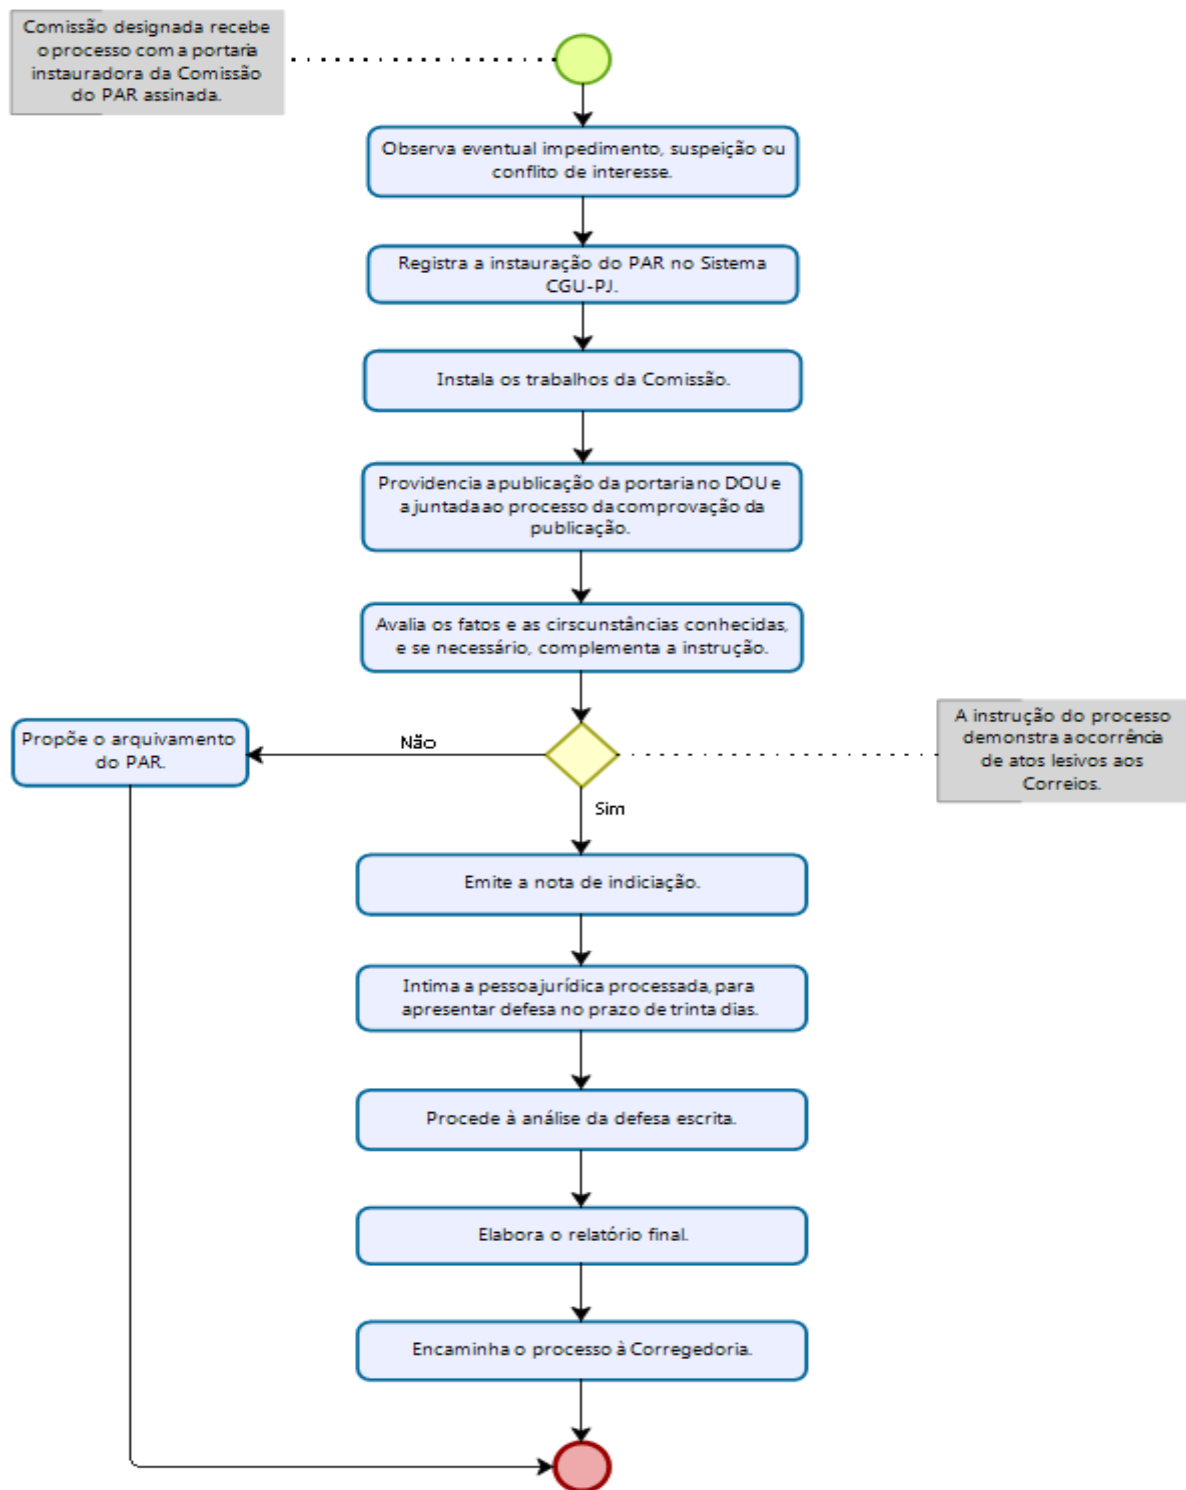 Comissão designada recebe
o processo com a portaria
instauradora da Comissão
do PAR assinada.
Observa eventual impedimento, suspeição ou
conflito de interesse.
Registra a instauração do PAR no Sistema
CGU-PJ.
Instala os trabalhos da Comissão.
Providencia a publicação da portaria no DOU e
a juntada ao processo da comprovação da
publicação.
Avalia os fatos e as cirscunstâncias conhecidas,
e se necessário, complementa a instrução.
A instrução do processo
demonstra a ocorrência
de atos lesivos aos
Correios.
Não
Propõe o arquivamento
do PAR.
Sim
Emite a nota de indiciação.
Intima a pessoa jurídica processada, para
apresentar defesa no prazo de trinta dias.
Procede à análise da defesa escrita.
Elabora o relatório final.
Encaminha o processo à Corregedoria.